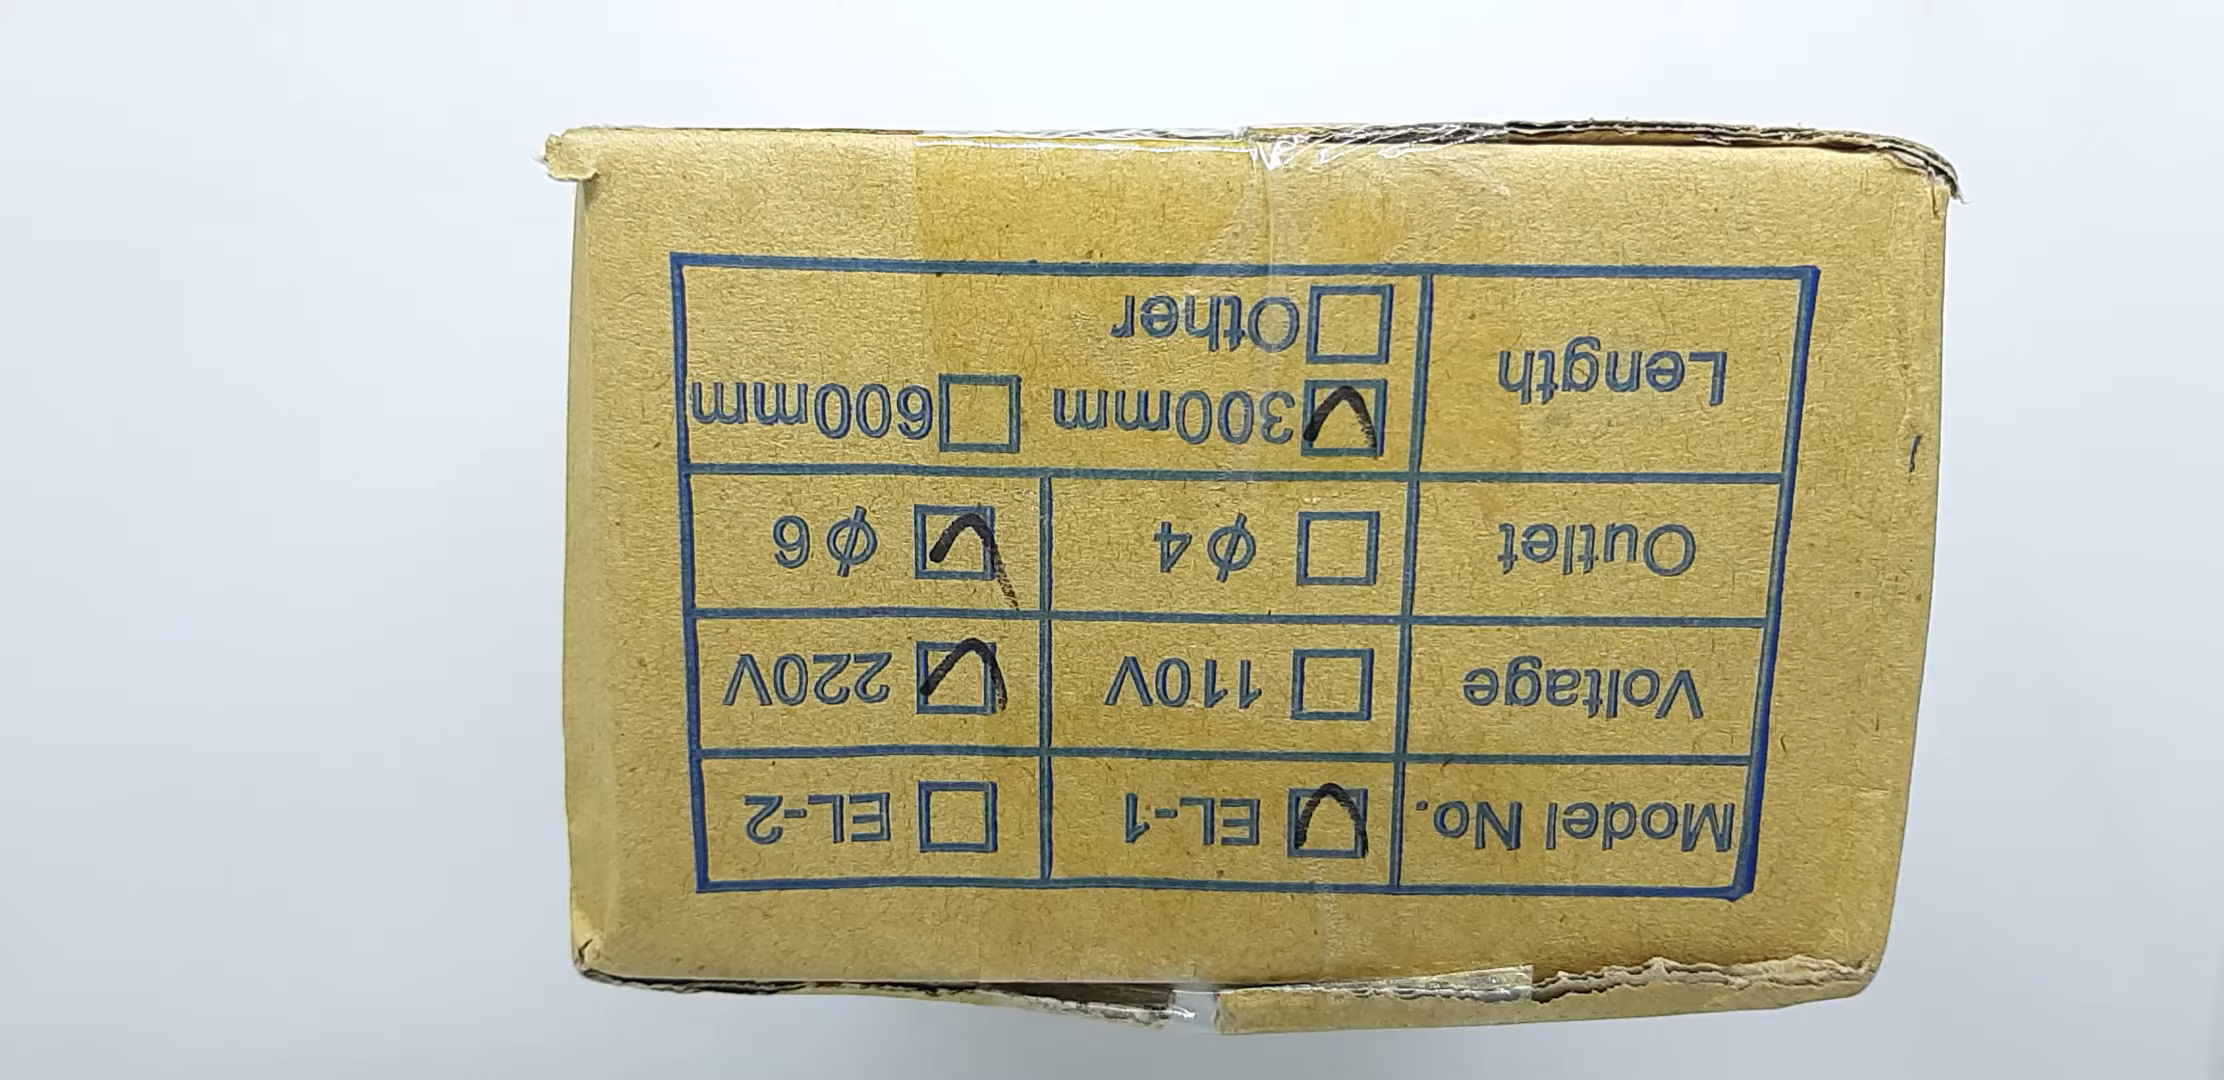 Model No. ☑ EL-1 ☐ EL-2
Voltage ☐ 110V ☑ 220V
Outlet ☐ ϕ4 ☑ ϕ6
Length ☑ 300mm ☐ 600mm
☐ Other